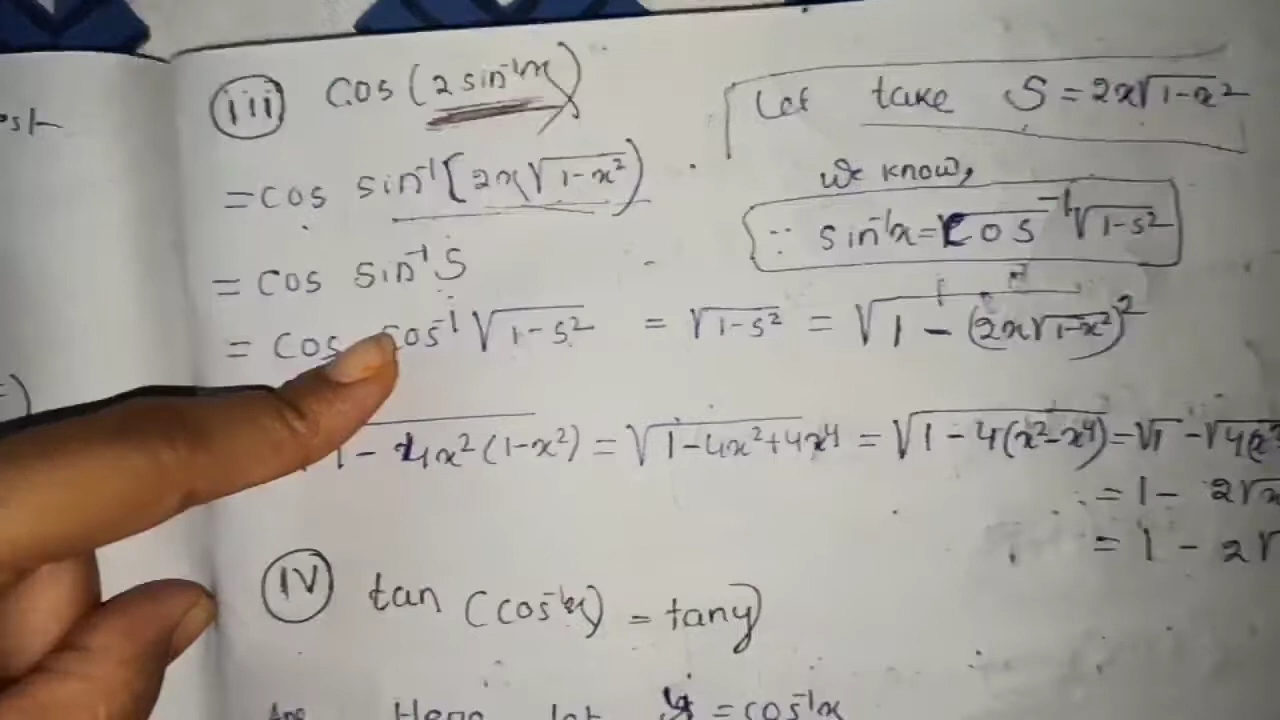 (iii) cos (2 sin⁻¹x)
Let take S = 2x√1-x²
= cos sin⁻¹[2x√1-x²)
we know,
∵ sin⁻¹x = cos⁻¹√1-s²
= cos sin⁻¹ S
= cos cos⁻¹ √1-s² = √1-s² = √1 - (2x√1-x²)²
1 - 4x²(1-x²) = √1-4x²+4x⁴ = √1-4(x²-x⁴) = √1 - √4(x²
= 1 - 2√x
= 1 - 2√
(IV) tan (cos⁻¹x) = tany)
Ans Here let y = cos⁻¹x